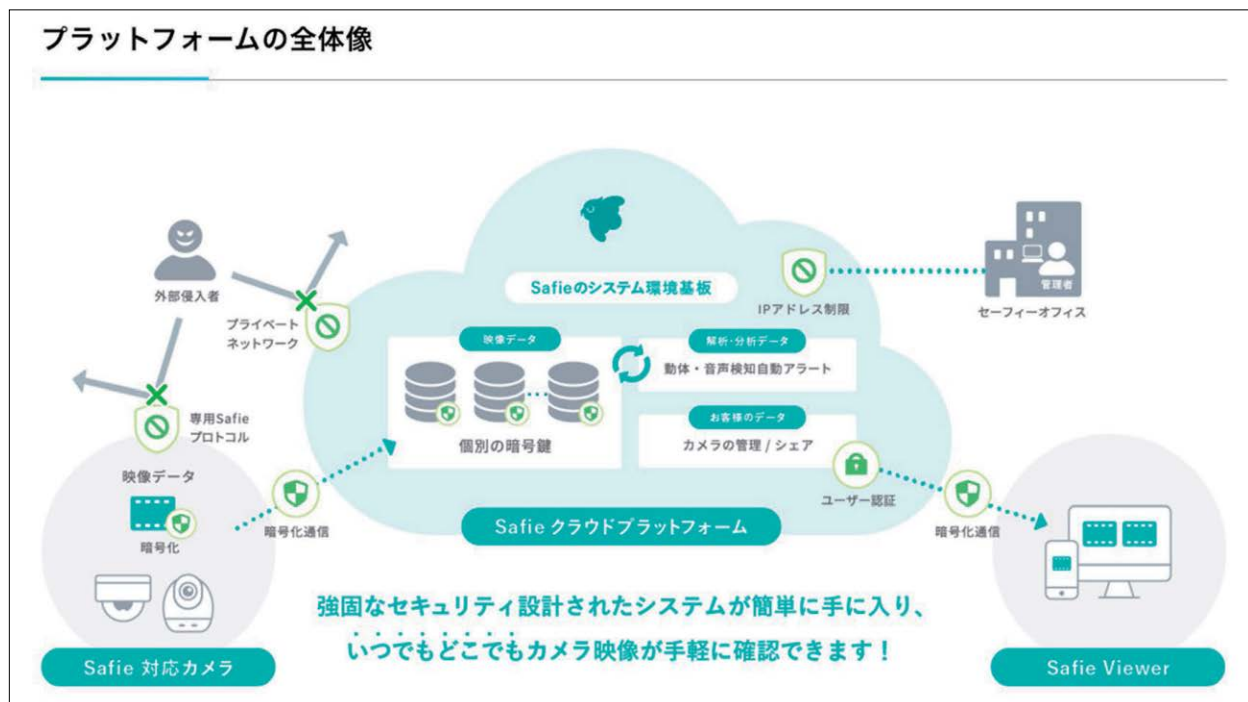 プラットフォームの全体像
外部侵入者
プライベート
ネットワーク
専用Safie
プロトコル
映像データ
暗号化
暗号化通信
Safie 対応カメラ
Safieのシステム環境基板
映像データ
個別の暗号鍵
解析・分析データ
動体・音声検知自動アラート
お客様のデータ
カメラの管理 / シェア
IPアドレス制限
管理者
セーフィーオフィス
ユーザー認証
暗号化通信
Safie クラウドプラットフォーム
Safie Viewer
強固なセキュリティ設計されたシステムが簡単に手に入り、
いつでもどこでもカメラ映像が手軽に確認できます！